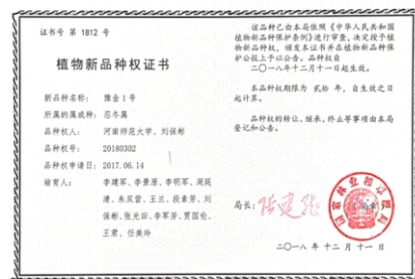 证书号 第 1812 号
植物新品种权证书
新品种名称: 豫金1号
所属的属或种: 忍冬属
品种权人: 河南师范大学、刘保彬
品种权号: 20180302
品种权申请日: 2017.06.14
培育人: 李建军、李景原、李明军、周延
清、朱双营、王兰、段素芳、刘
保彬、张光田、李军芳、贾国伦、
王君、任美玲
该品种已由本局依照《中华人民共和国
植物新品种保护条例》进行审查,决定授予植
物新品种权,颁发本证书并在植物新品种保
护公报上予以公告。品种权自
二〇一八年十二月十一日起生效。
本品种权期限为 贰拾 年,自生效之日
起计算。
品种权的转让、继承、终止等事项由本局
登记和公告。
局长: 张建龙
二〇一八年 十二 月 十一 日